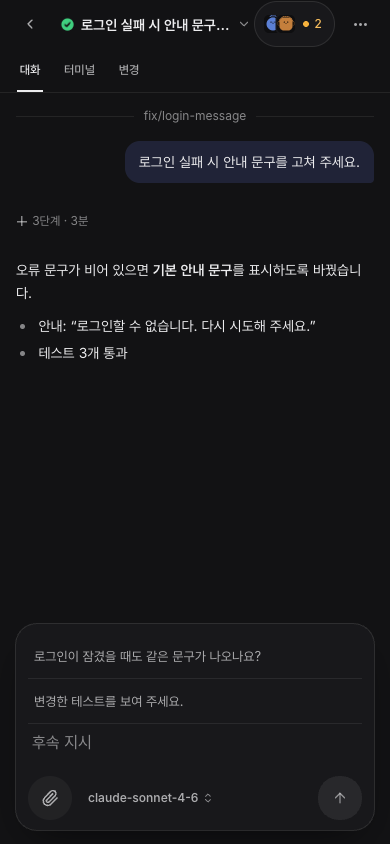 로그인 실패 시 안내 문구...
2
대화
터미널
변경
fix/login-message
로그인 실패 시 안내 문구를 고쳐 주세요.
3단계 · 3분
오류 문구가 비어 있으면 기본 안내 문구를 표시하도록 바꿨습니
다.
안내: “로그인할 수 없습니다. 다시 시도해 주세요.”
테스트 3개 통과
로그인이 잠겼을 때도 같은 문구가 나오나요?
변경한 테스트를 보여 주세요.
후속 지시
claude-sonnet-4-6